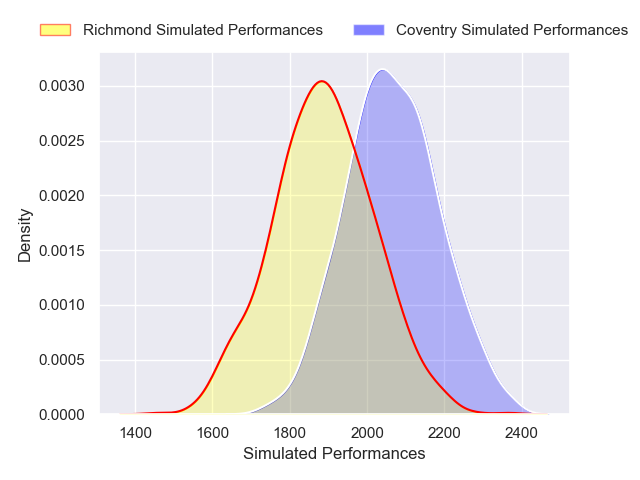 Richmond Simulated Performances Coventry Simulated Performances
0.0030
0.0025
0.0020
0.0015
0.0010
0.0005
0.0000
Density
1400 1600 1800 2000 2200 2400
Simulated Performances